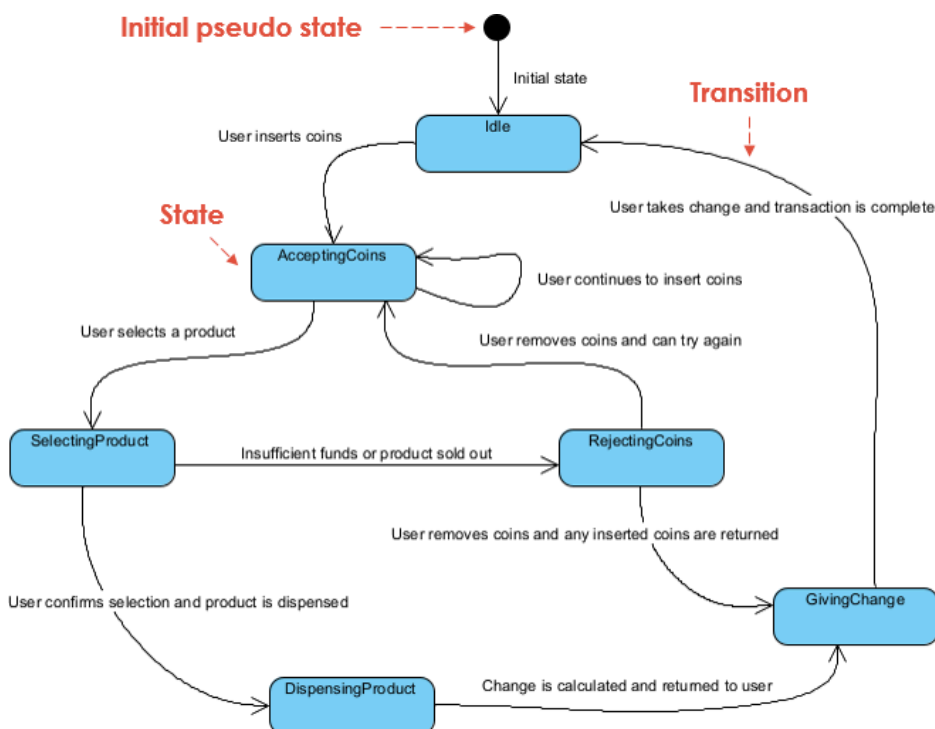 Initial pseudo state
Initial state
Transition
Idle
User inserts coins
User takes change and transaction is complete
State
AcceptingCoins
User continues to insert coins
User selects a product
User removes coins and can try again
SelectingProduct
Insufficient funds or product sold out
RejectingCoins
User removes coins and any inserted coins are returned
User confirms selection and product is dispensed
GivingChange
DispensingProduct
Change is calculated and returned to user